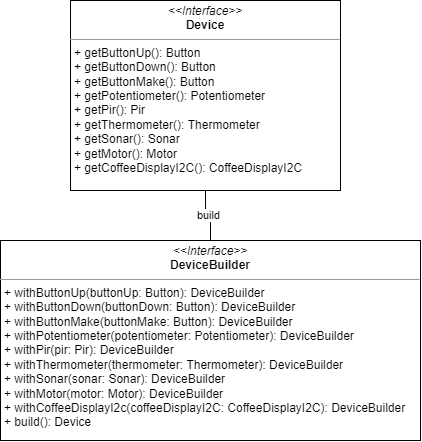 <<Interface>>
Device
+ getButtonUp(): Button
+ getButtonDown(): Button
+ getButtonMake(): Button
+ getPotentiometer(): Potentiometer
+ getPir(): Pir
+ getThermometer(): Thermometer
+ getSonar(): Sonar
+ getMotor(): Motor
+ getCoffeeDisplayI2C(): CoffeeDisplayI2C
build
<<Interface>>
DeviceBuilder
+ withButtonUp(buttonUp: Button): DeviceBuilder
+ withButtonDown(buttonDown: Button): DeviceBuilder
+ withButtonMake(buttonMake: Button): DeviceBuilder
+ withPotentiometer(potentiometer: Potentiometer): DeviceBuilder
+ withPir(pir: Pir): DeviceBuilder
+ withThermometer(thermometer: Thermometer): DeviceBuilder
+ withSonar(sonar: Sonar): DeviceBuilder
+ withMotor(motor: Motor): DeviceBuilder
+ withCoffeeDisplayI2c(coffeeDisplayI2C: CoffeeDisplayI2C): DeviceBuilder
+ build(): Device